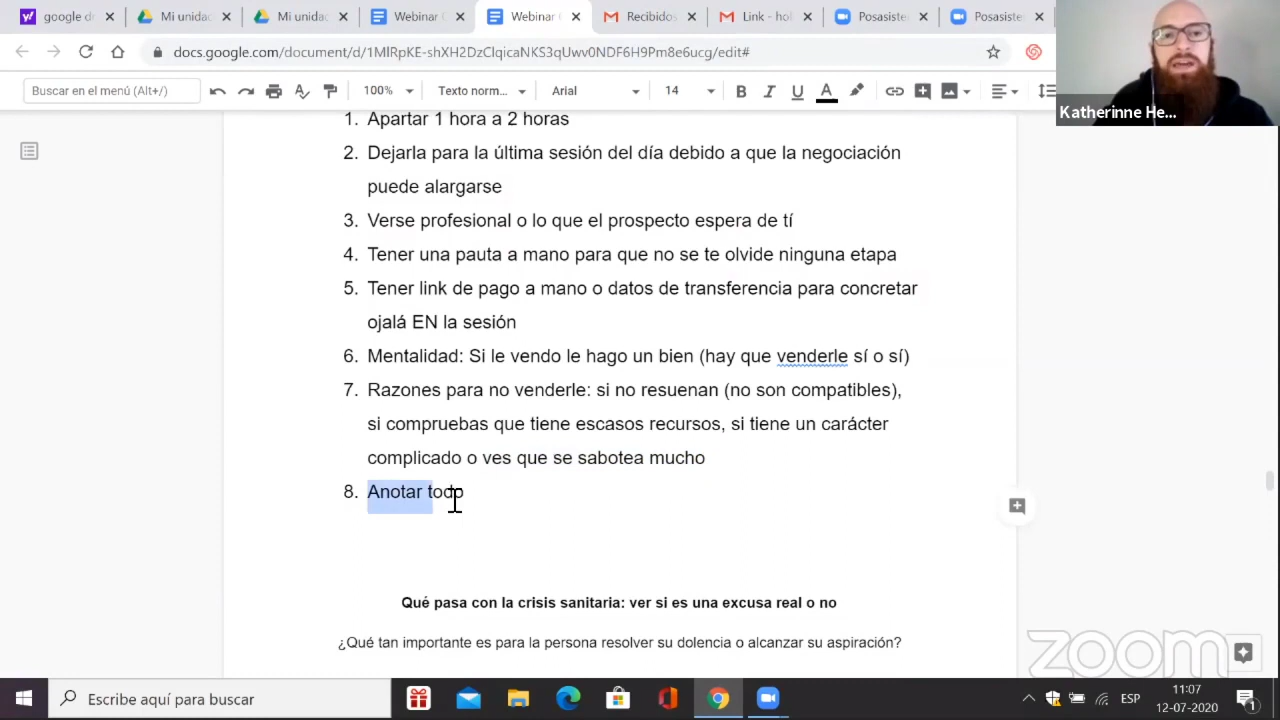 google d
Mi unida
Mi unida
Webinar
Webinar
Recibidos
Link - hol
Posasiste
Posasiste
docs.google.com/document/d/1MlRpKE-shXH2DzClqicaNKS3qUwv0NDF6H9Pm8e6ucg/edit#
Buscar en el menú (Alt+/)
100%
Texto norm...
Arial
14
B I U A
Katherinne He...
1. Apartar 1 hora a 2 horas
2. Dejarla para la última sesión del día debido a que la negociación
puede alargarse
3. Verse profesional o lo que el prospecto espera de tí
4. Tener una pauta a mano para que no se te olvide ninguna etapa
5. Tener link de pago a mano o datos de transferencia para concretar
ojalá EN la sesión
6. Mentalidad: Si le vendo le hago un bien (hay que venderle sí o sí)
7. Razones para no venderle: si no resuenan (no son compatibles),
si compruebas que tiene escasos recursos, si tiene un carácter
complicado o ves que se sabotea mucho
8. Anotar todo
Qué pasa con la crisis sanitaria: ver si es una excusa real o no
¿Qué tan importante es para la persona resolver su dolencia o alcanzar su aspiración?
zoom
Escribe aquí para buscar
ESP
11:07
12-07-2020
1